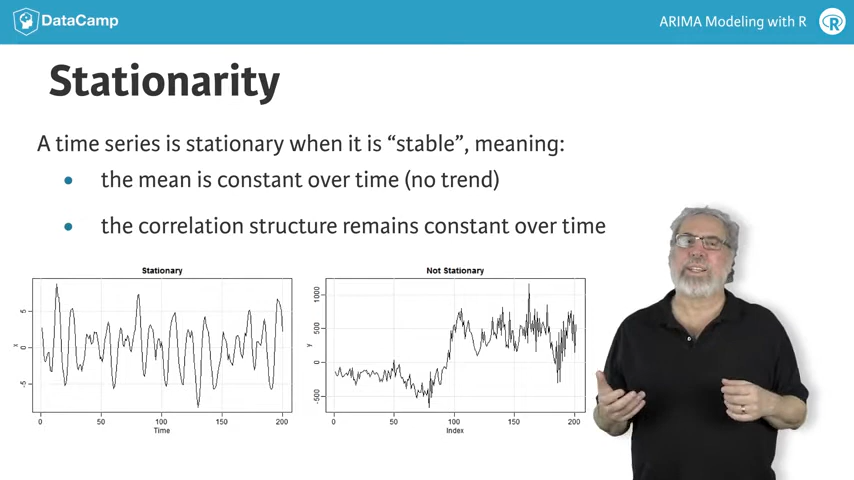 DataCamp
ARIMA Modeling with R
R
Stationarity
A time series is stationary when it is “stable”, meaning:
• the mean is constant over time (no trend)
• the correlation structure remains constant over time
Stationary
5
0
-5
x
0 50 100 150 200
Time
Not Stationary
1000
500
0
-500
y
0 50 100 150 200
Index